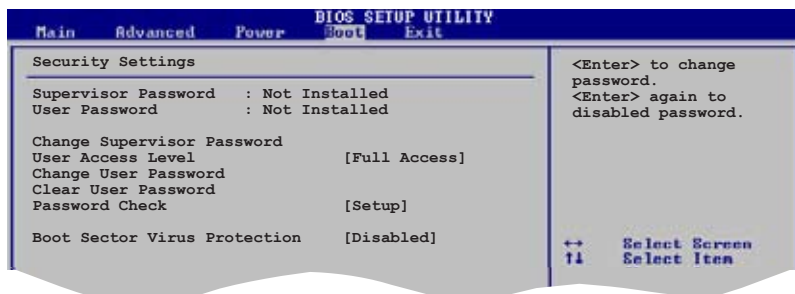 BIOS SETUP UTILITY
Main Advanced Power Boot Exit
Security Settings
Supervisor Password : Not Installed
User Password : Not Installed
Change Supervisor Password
User Access Level [Full Access]
Change User Password
Clear User Password
Password Check [Setup]
Boot Sector Virus Protection [Disabled]
<Enter> to change
password.
<Enter> again to
disabled password.
↔ Select Screen
↑↓ Select Item